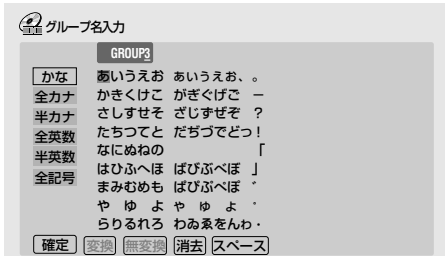 グループ名入力
GROUP3
かな あいうえお ぁぃぅぇぉ、。
全カナ かきくけこ がぎぐげご ー
半カナ さしすせそ ざじずぜぞ ?
全英数 たちつてと だぢづでどっ!
半英数 なにぬねの 「
全記号 はひふへほ ばびぶべぼ 」
まみむめも ぱぴぷぺぽ ゛
や ゆ よ ゃ ゅ ょ ゜
らりるれろ わゐゑをんゎ・
確定 変換 無変換 消去 スペース